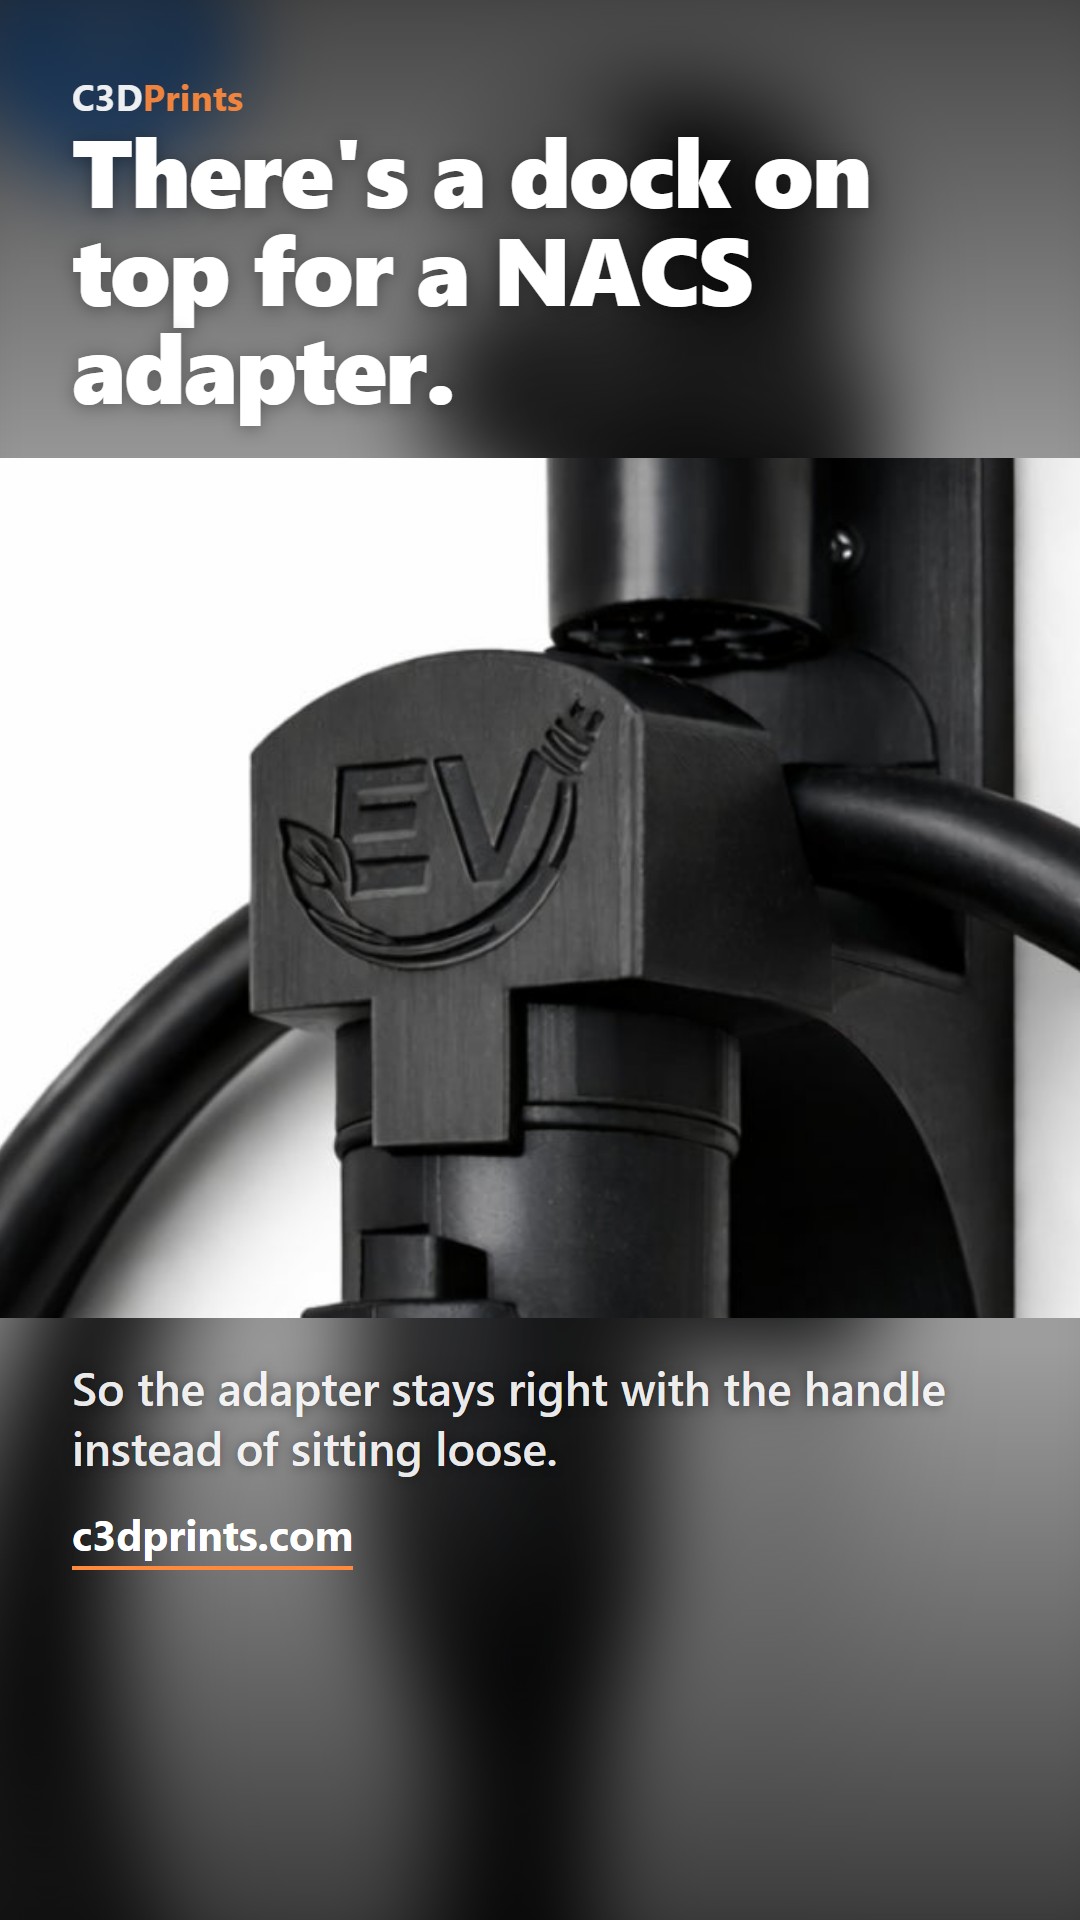 C3DPrints
There's a dock on
top for a NACS
adapter.
EV
So the adapter stays right with the handle
instead of sitting loose.
c3dprints.com